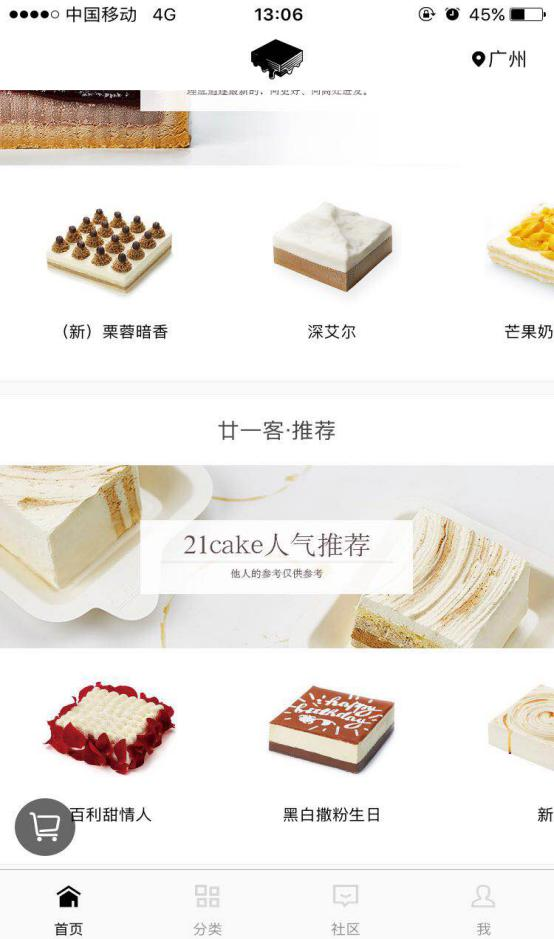 中国移动 4G 13:06 45%
广州
(新) 栗蓉暗香
深艾尔
芒果奶
廿一客·推荐
21cake人气推荐
他人的参考仅供参考
happy
birthday
百利甜情人
黑白撒粉生日
新
首页
分类
社区
我